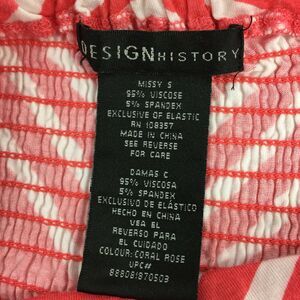 DESIGNHISTORY
MISSY S
95% VISCOSE
5% SPANDEX
EXCLUSIVE OF ELASTIC
RN 108357
MADE IN CHINA
SEE REVERSE
FOR CARE
DAMAS C
95% VISCOSA
5% SPANDEX
EXCLUSIVO DE ELÁSTICO
HECHO EN CHINA
VEA EL
REVERSO PARA
EL CUIDADO
COLOUR: CORAL ROSE
UPC#
888081970503